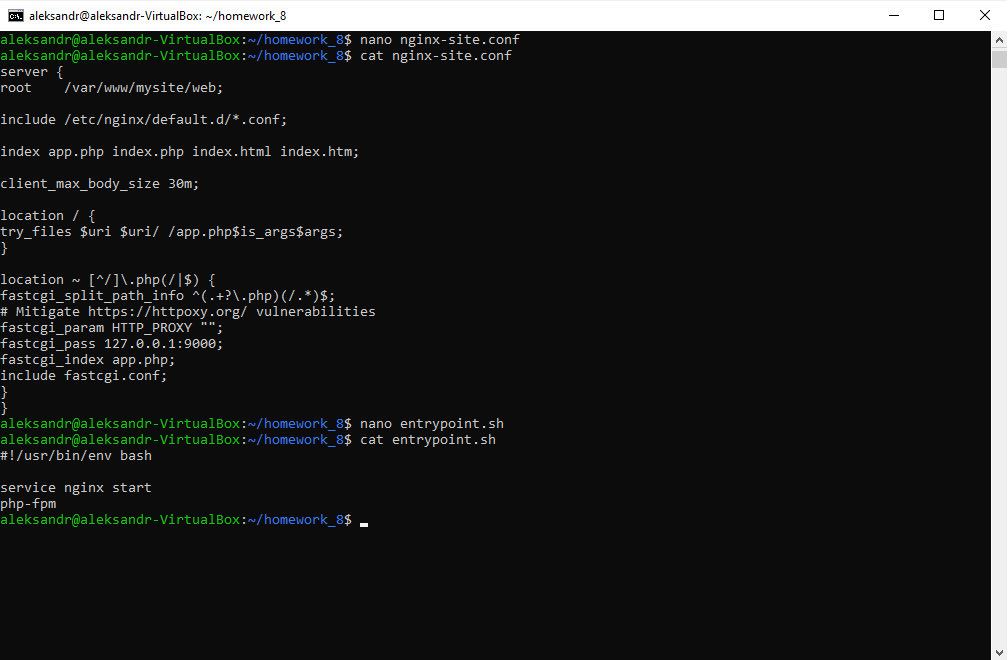 aleksandr@aleksandr-VirtualBox: ~/homework_8
aleksandr@aleksandr-VirtualBox:~/homework_8$ nano nginx-site.conf
aleksandr@aleksandr-VirtualBox:~/homework_8$ cat nginx-site.conf
server {
root    /var/www/mysite/web;

include /etc/nginx/default.d/*.conf;

index app.php index.php index.html index.htm;

client_max_body_size 30m;

location / {
try_files $uri $uri/ /app.php$is_args$args;
}

location ~ [^/]\.php(/|$) {
fastcgi_split_path_info ^(.+?\.php)(/.*)$;
# Mitigate https://httpoxy.org/ vulnerabilities
fastcgi_param HTTP_PROXY "";
fastcgi_pass 127.0.0.1:9000;
fastcgi_index app.php;
include fastcgi.conf;
}
}
aleksandr@aleksandr-VirtualBox:~/homework_8$ nano entrypoint.sh
aleksandr@aleksandr-VirtualBox:~/homework_8$ cat entrypoint.sh
#!/usr/bin/env bash

service nginx start
php-fpm
aleksandr@aleksandr-VirtualBox:~/homework_8$